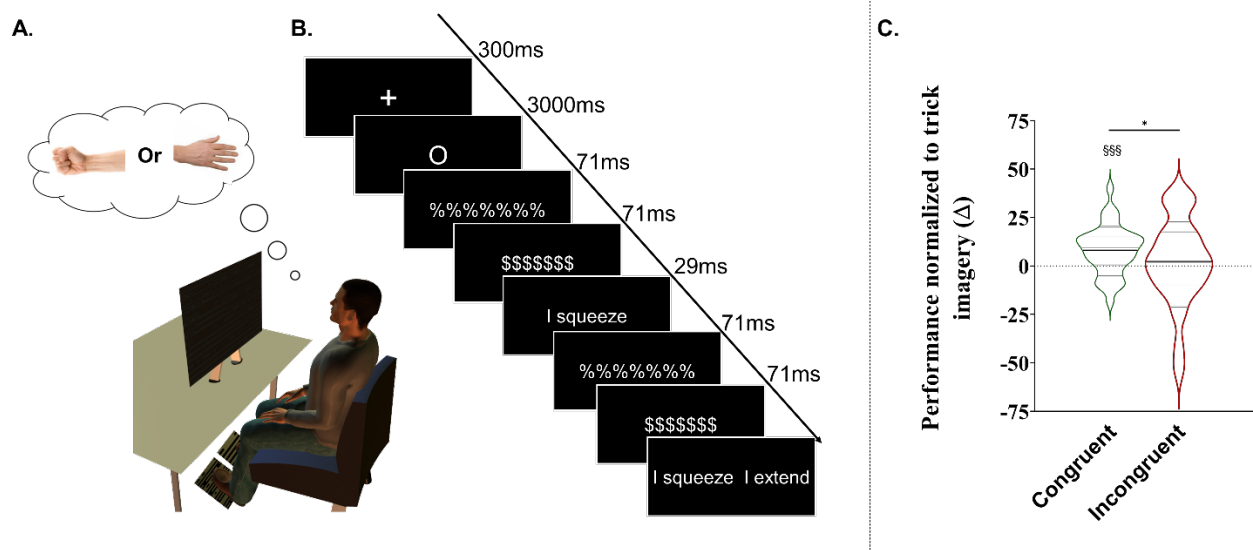 A.
Or
B.
300ms
+
3000ms
O
71ms
%%%%%%%
71ms
$$$$$$$
29ms
I squeeze
71ms
%%%%%%%
71ms
$$$$$$$
I squeeze I extend
C.
Performance normalized to trick
imagery (Δ)
75
50
25
0
-25
-50
-75
*
§§§
Congruent
Incongruent